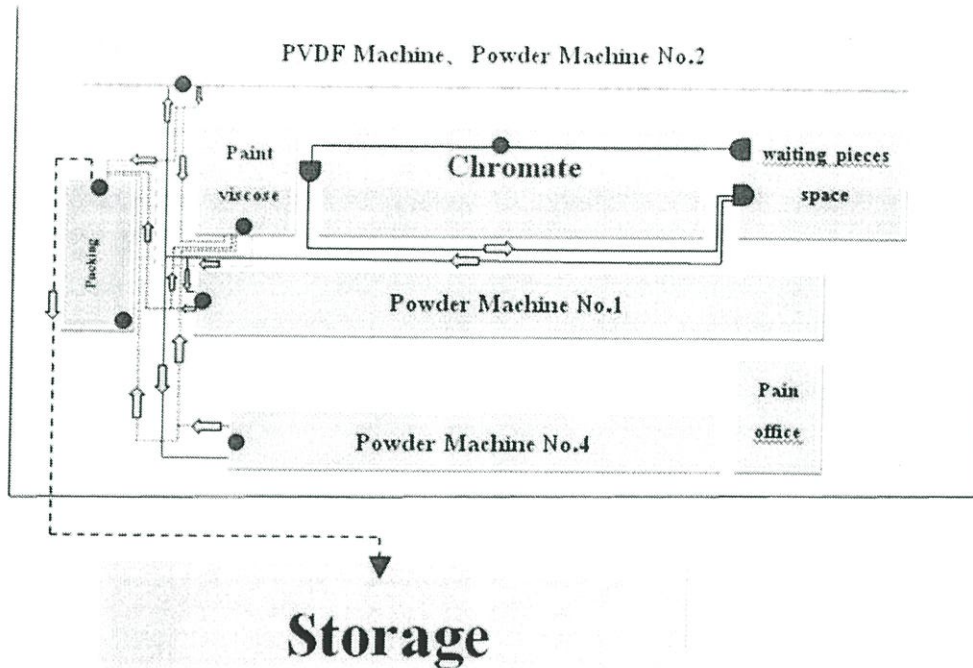 PVDF Machine、 Powder Machine No.2
Paint
viscose
Chromate
waiting pieces
space
Packing
Powder Machine No.1
Pain
office
Powder Machine No.4
Storage